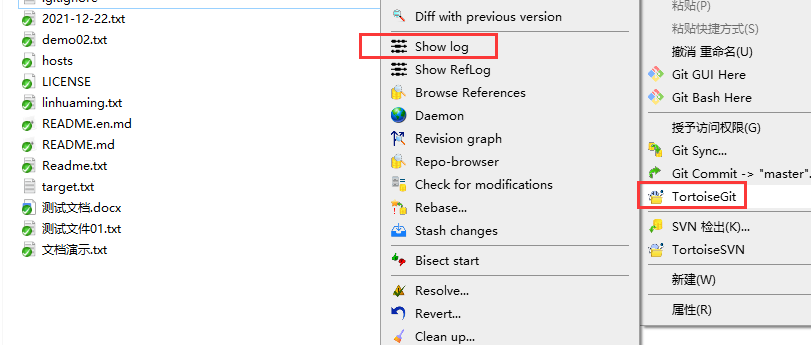 .gitignore
2021-12-22.txt
demo02.txt
hosts
LICENSE
linhuaming.txt
README.en.md
README.md
Readme.txt
target.txt
测试文档.docx
测试文件01.txt
文档演示.txt
Diff with previous version
Show log
Show RefLog
Browse References
Daemon
Revision graph
Repo-browser
Check for modifications
Rebase...
Stash changes
Bisect start
Resolve...
Revert...
Clean up...
粘贴(P)
粘贴快捷方式(S)
撤消 重命名(U)
Git GUI Here
Git Bash Here
授予访问权限(G)
Git Sync...
Git Commit -> "master".
TortoiseGit
SVN 检出(K)...
TortoiseSVN
新建(W)
属性(R)